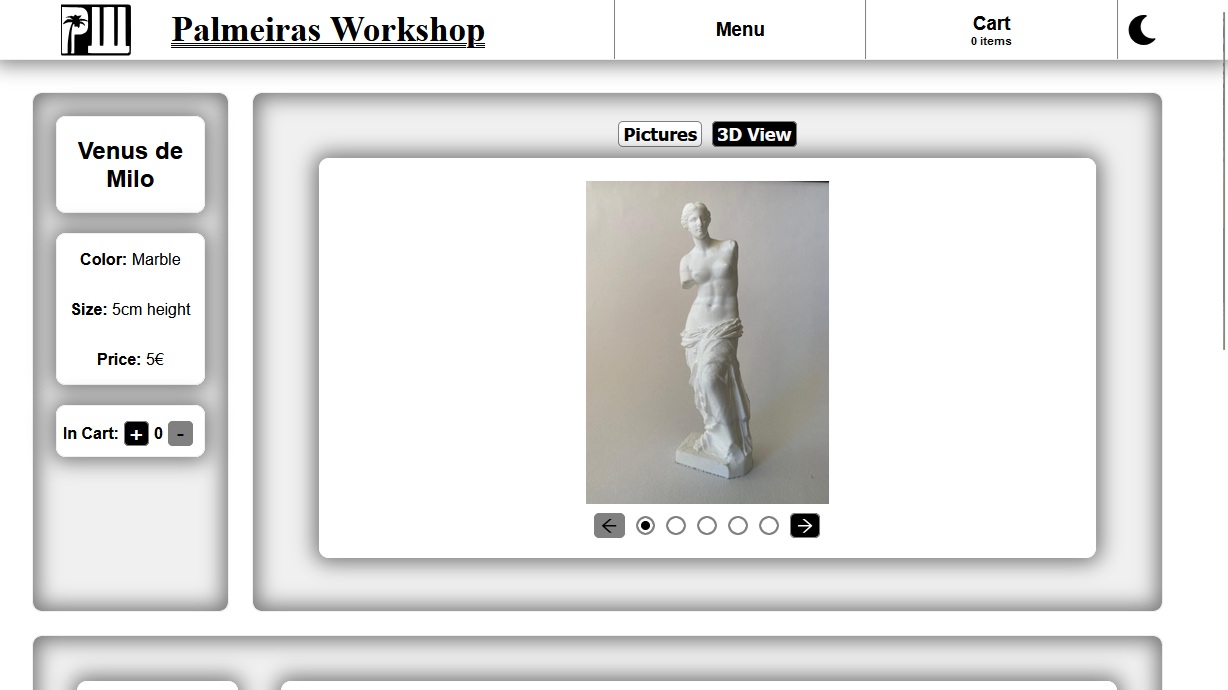 Palmeiras Workshop
Menu
Cart
0 items
Venus de
Milo
Color: Marble
Size: 5cm height
Price: 5€
In Cart: + 0 -
Pictures 3D View
← →